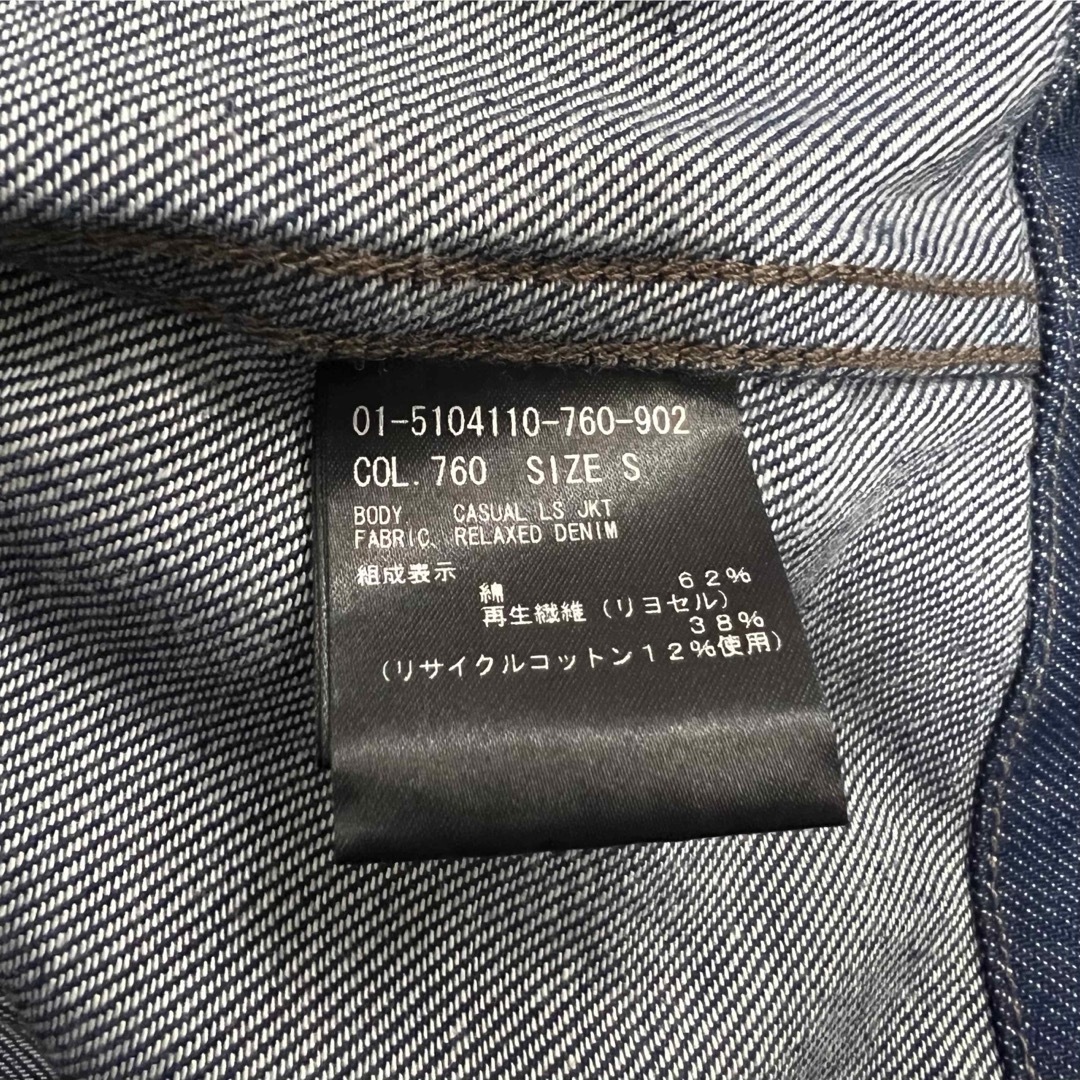 01-5104110-760-902
COL. 760 SIZE S
BODY CASUAL LS JKT
FABRIC. RELAXED DENIM
組成表示
綿 62%
再生繊維(リヨセル)
38%
(リサイクルコットン12%使用)